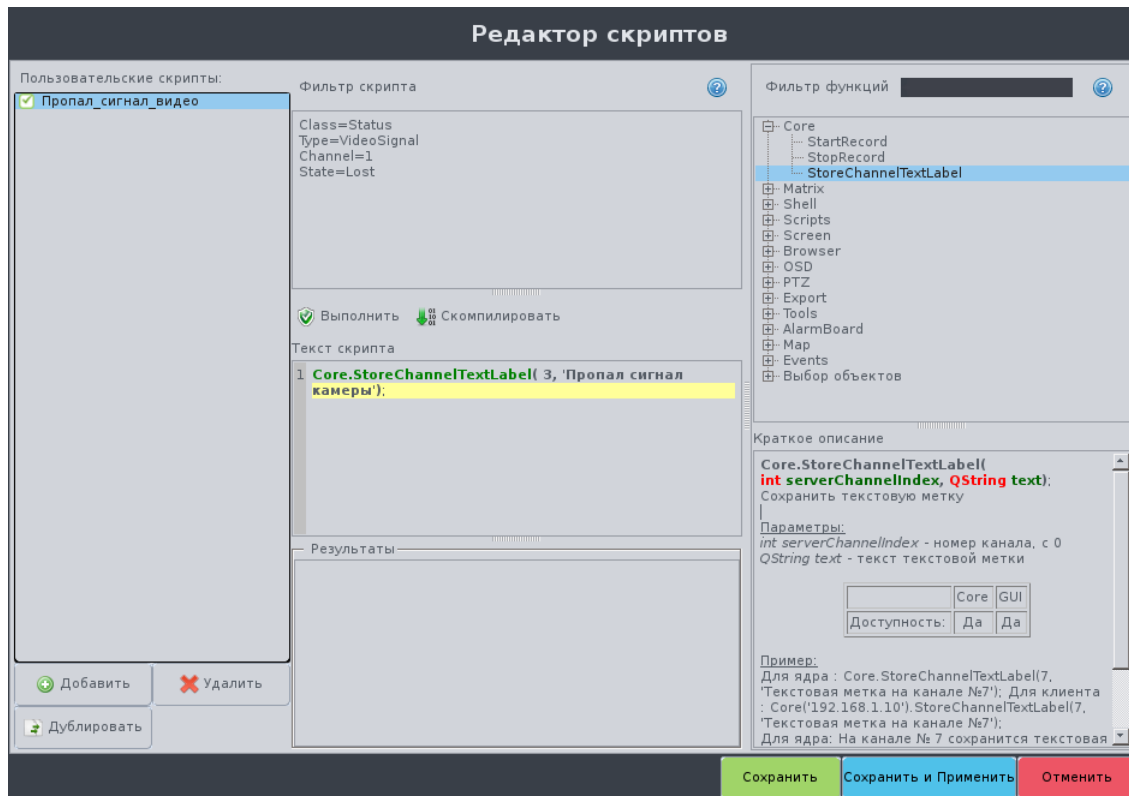 Редактор скриптов
Пользовательские скрипты:
Пропал_сигнал_видео
Добавить
Удалить
Дублировать
Фильтр скрипта
Class=Status
Type=VideoSignal
Channel=1
State=Lost
Выполнить
Скомпилировать
Текст скрипта
1 Core.StoreChannelTextLabel( 3, 'Пропал сигнал
камеры');
Результаты
Фильтр функций
Core
StartRecord
StopRecord
StoreChannelTextLabel
Matrix
Shell
Scripts
Screen
Browser
OSD
PTZ
Export
Tools
AlarmBoard
Map
Events
Выбор объектов
Краткое описание
Core.StoreChannelTextLabel(
int serverChannelIndex, QString text);
Сохранить текстовую метку
Параметры:
int serverChannelIndex - номер канала, с 0
QString text - текст текстовой метки
Core GUI
Доступность: Да Да
Пример:
Для ядра : Core.StoreChannelTextLabel(7,
'Текстовая метка на канале №7'); Для клиента
: Core('192.168.1.10').StoreChannelTextLabel(7,
'Текстовая метка на канале №7');
Для ядра: На канале № 7 сохранится текстовая
Сохранить
Сохранить и Применить
Отменить